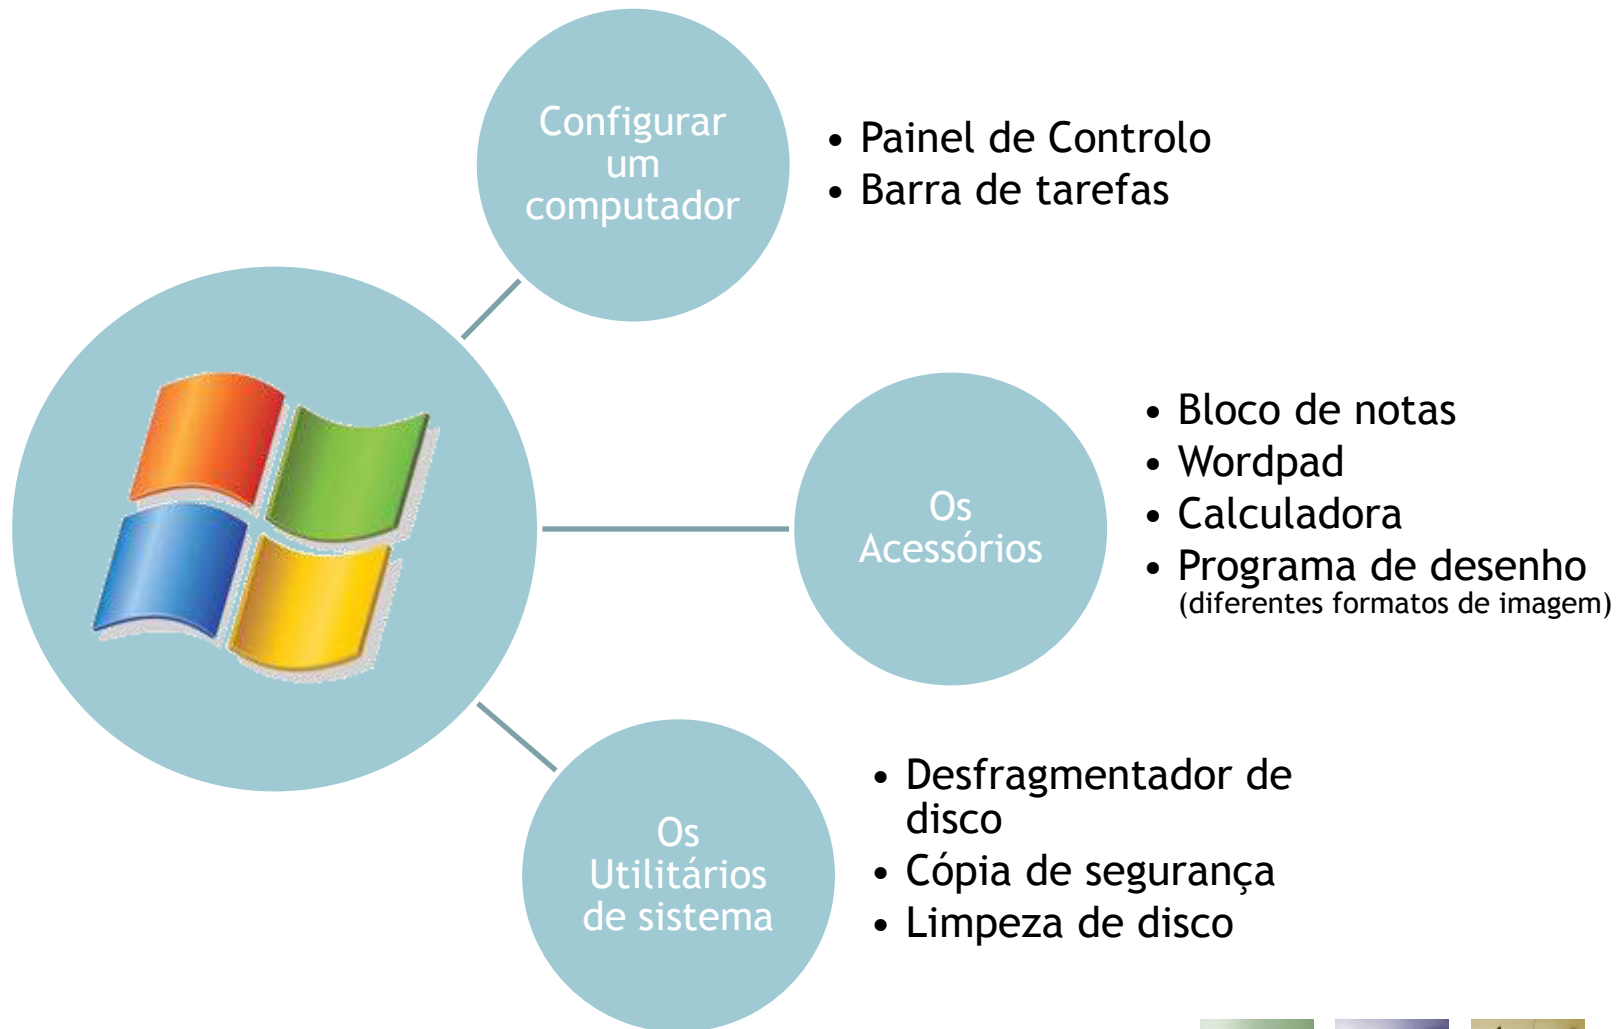 Configurar
um
computador
• Painel de Controlo
• Barra de tarefas
Os
Acessórios
• Bloco de notas
• Wordpad
• Calculadora
• Programa de desenho
(diferentes formatos de imagem)
Os
Utilitários
de sistema
• Desfragmentador de
disco
• Cópia de segurança
• Limpeza de disco